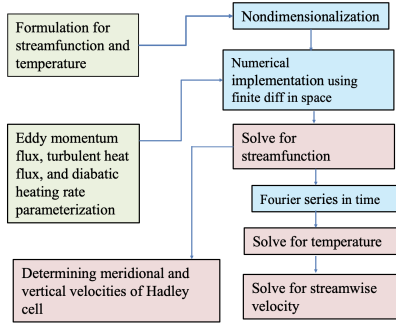 Nondimensionalization
Formulation for
streamfunction and
temperature
Numerical
implementation using
finite diff in space
Eddy momentum
flux, turbulent heat
flux, and diabatic
heating rate
parameterization
Solve for
streamfunction
Fourier series in time
Solve for temperature
Determining meridional and
vertical velocities of Hadley
cell
Solve for streamwise
velocity